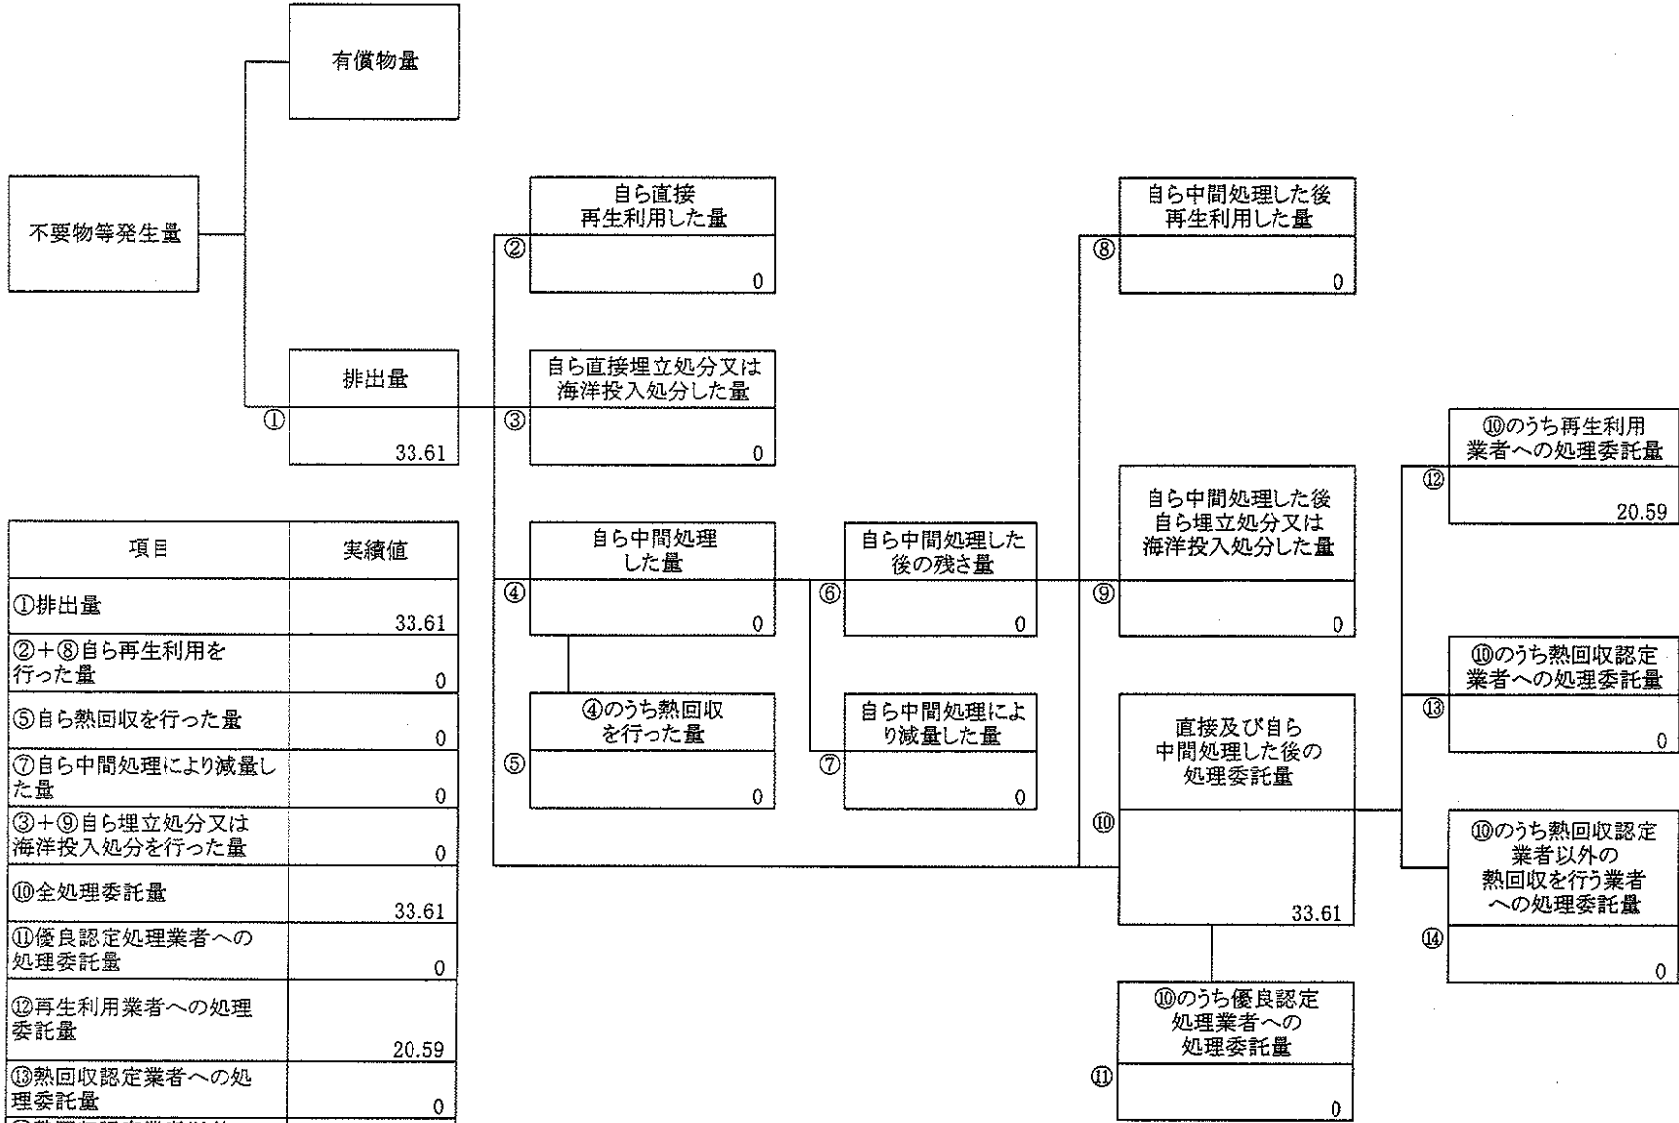 有償物量
不要物等発生量
自ら直接
再生利用した量
②
0
自ら中間処理した後
再生利用した量
⑧
0
排出量
①
33.61
自ら直接埋立処分又は
海洋投入処分した量
③
0
⑩のうち再生利用
業者への処理委託量
⑫
20.59
自ら中間処理
した量
④
0
自ら中間処理した
後の残さ量
⑥
0
自ら中間処理した後
自ら埋立処分又は
海洋投入処分した量
⑨
0
⑩のうち熱回収認定
業者への処理委託量
⑬
0
④のうち熱回収
を行った量
⑤
0
自ら中間処理によ
り減量した量
⑦
0
直接及び自ら
中間処理した後の
処理委託量
⑩
33.61
⑩のうち熱回収認定
業者以外の
熱回収を行う業者
への処理委託量
⑭
0
⑩のうち優良認定
処理業者への
処理委託量
⑪
0
項目 実績値
①排出量
33.61
②+⑧自ら再生利用を
行った量
0
⑤自ら熱回収を行った量
0
⑦自ら中間処理により減量し
た量
0
③+⑨自ら埋立処分又は
海洋投入処分を行った量
0
⑩全処理委託量
33.61
⑪優良認定処理業者への
処理委託量
0
⑫再生利用業者への処理
委託量
20.59
⑬熱回収認定業者への処
理委託量
0